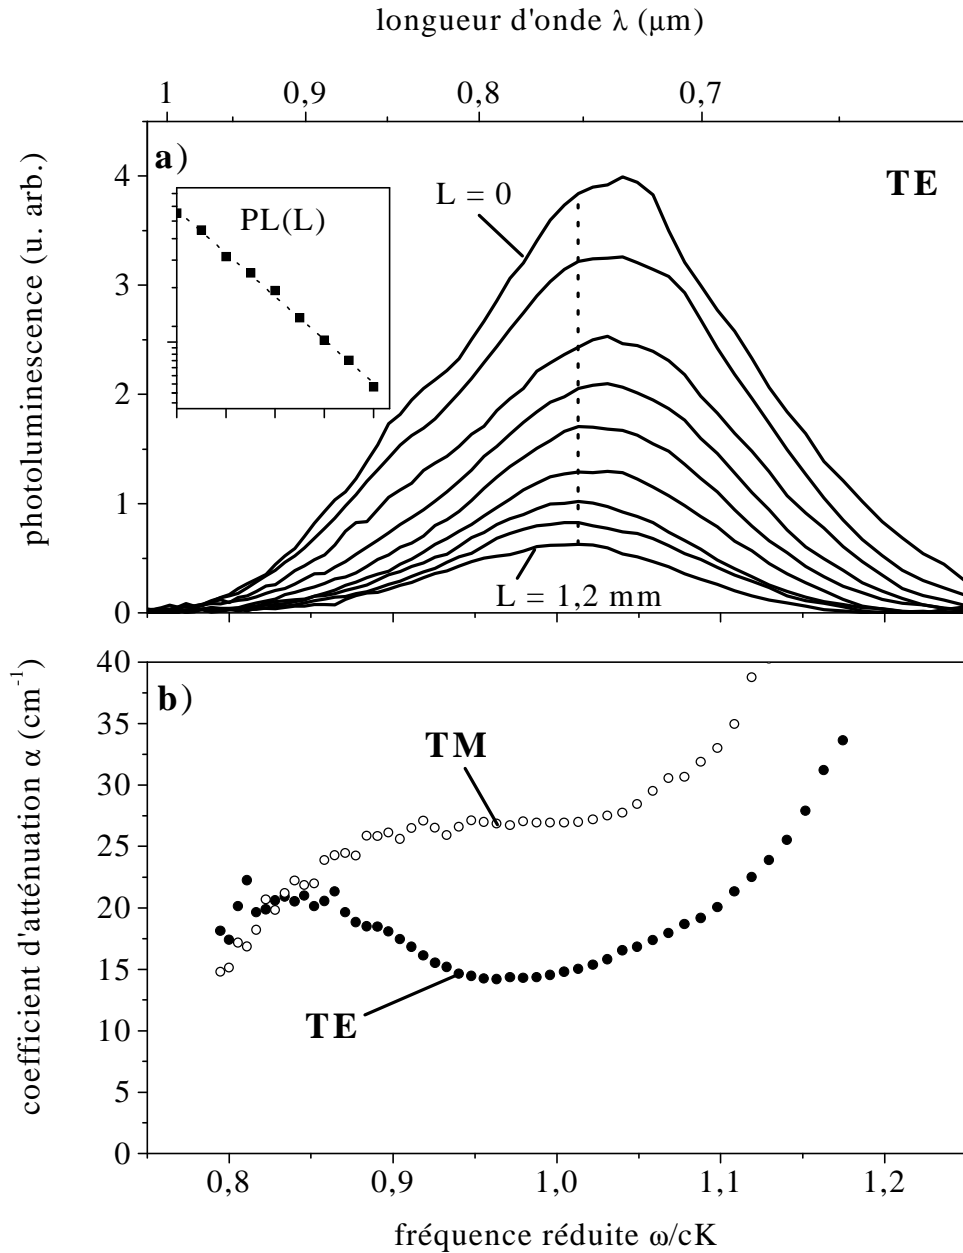 longueur d'onde λ (μm)
1 0,9 0,8 0,7
a) TE
L = 0
PL(L)
L = 1,2 mm
photoluminescence (u. arb.)
4
3
2
1
0
b)
TM
TE
coefficient d'atténuation α (cm⁻¹)
40
35
30
25
20
15
10
5
0
0,8 0,9 1,0 1,1 1,2
fréquence réduite ω/cK